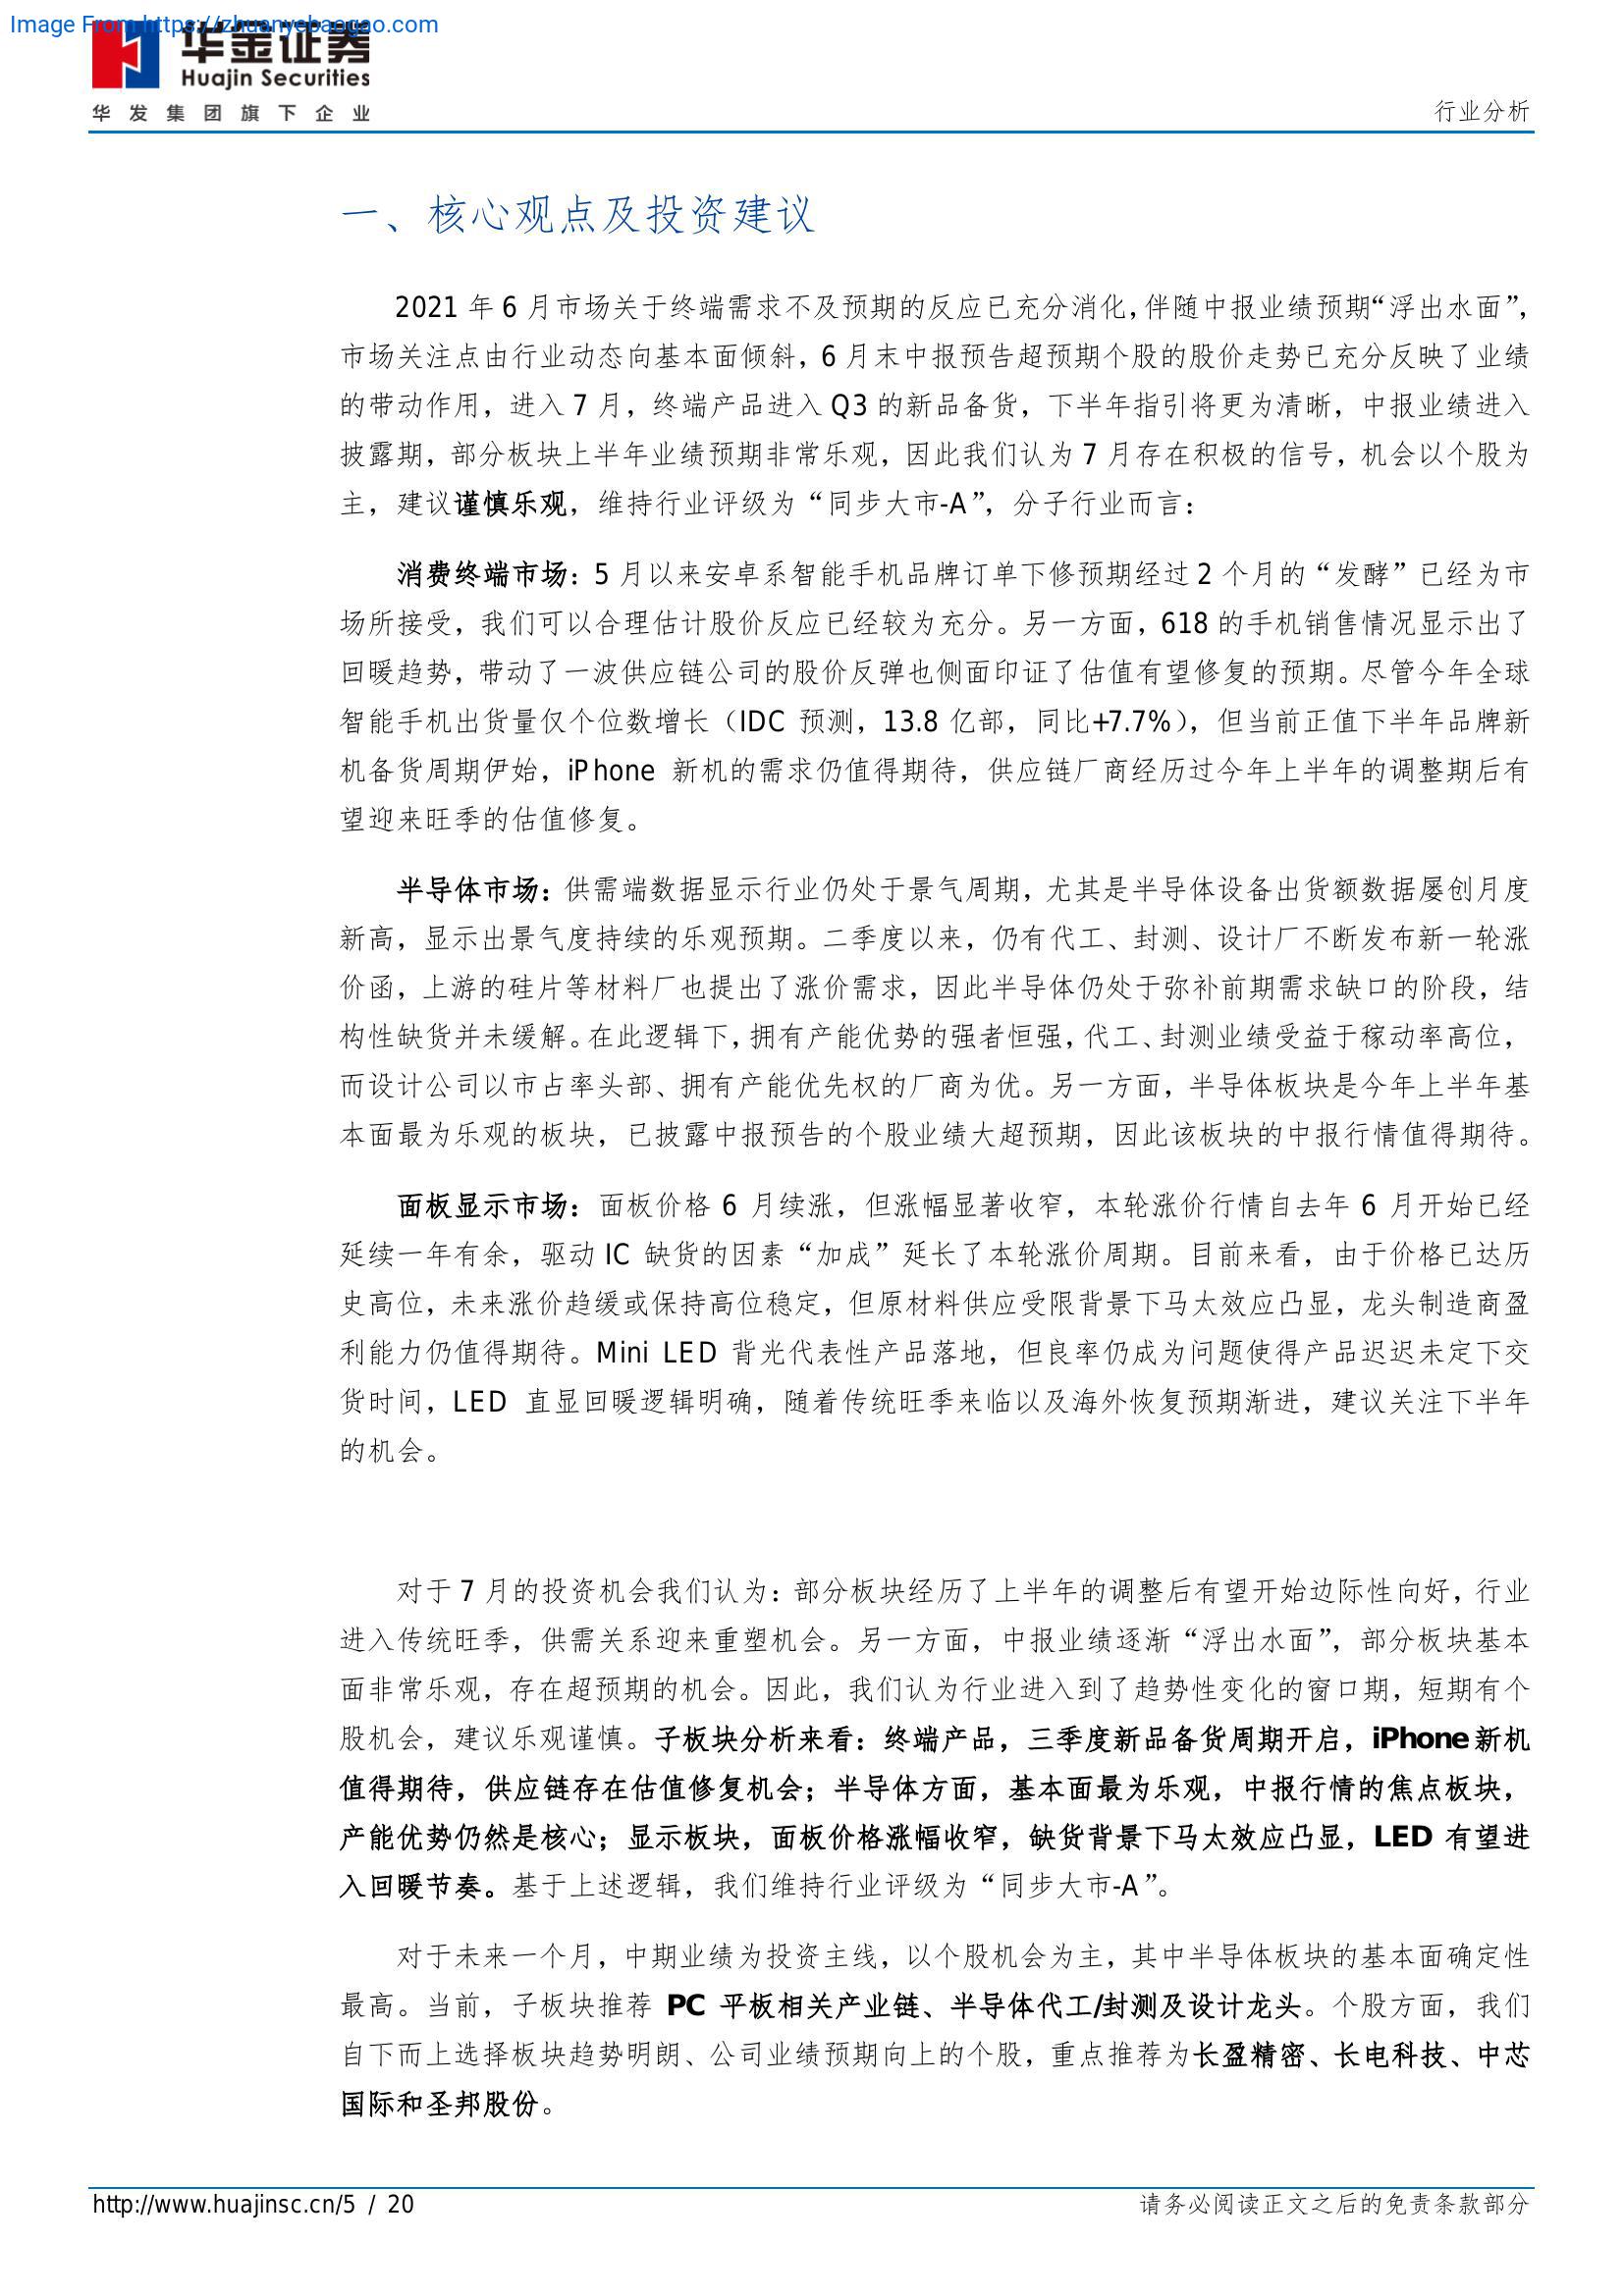 Image From https://zhuanyebaogao.com
华金证券
Huajin Securities
华发集团旗下企业
行业分析
一、核心观点及投资建议
2021 年 6 月市场关于终端需求不及预期的反应已充分消化，伴随中报业绩预期“浮出水面”，
市场关注点由行业动态向基本面倾斜，6 月末中报预告超预期个股的股价走势已充分反映了业绩
的带动作用，进入 7 月，终端产品进入 Q3 的新品备货，下半年指引将更为清晰，中报业绩进入
披露期，部分板块上半年业绩预期非常乐观，因此我们认为 7 月存在积极的信号，机会以个股为
主，建议谨慎乐观，维持行业评级为“同步大市-A”，分子行业而言：
消费终端市场：5 月以来安卓系智能手机品牌订单下修预期经过 2 个月的“发酵”已经为市
场所接受，我们可以合理估计股价反应已经较为充分。另一方面，618 的手机销售情况显示出了
回暖趋势，带动了一波供应链公司的股价反弹也侧面印证了估值有望修复的预期。尽管今年全球
智能手机出货量仅个位数增长（IDC 预测，13.8 亿部，同比+7.7%），但当前正值下半年品牌新
机备货周期伊始，iPhone 新机的需求仍值得期待，供应链厂商经历过今年上半年的调整期后有
望迎来旺季的估值修复。
半导体市场：供需端数据显示行业仍处于景气周期，尤其是半导体设备出货额数据屡创月度
新高，显示出景气度持续的乐观预期。二季度以来，仍有代工、封测、设计厂不断发布新一轮涨
价函，上游的硅片等材料厂也提出了涨价需求，因此半导体仍处于弥补前期需求缺口的阶段，结
构性缺货并未缓解。在此逻辑下，拥有产能优势的强者恒强，代工、封测业绩受益于稼动率高位，
而设计公司以市占率头部、拥有产能优先权的厂商为优。另一方面，半导体板块是今年上半年基
本面最为乐观的板块，已披露中报预告的个股业绩大超预期，因此该板块的中报行情值得期待。
面板显示市场：面板价格 6 月续涨，但涨幅显著收窄，本轮涨价行情自去年 6 月开始已经
延续一年有余，驱动 IC 缺货的因素“加成”延长了本轮涨价周期。目前来看，由于价格已达历
史高位，未来涨价趋缓或保持高位稳定，但原材料供应受限背景下马太效应凸显，龙头制造商盈
利能力仍值得期待。Mini LED 背光代表性产品落地，但良率仍成为问题使得产品迟迟未定下交
货时间，LED 直显回暖逻辑明确，随着传统旺季来临以及海外恢复预期渐进，建议关注下半年
的机会。
对于 7 月的投资机会我们认为：部分板块经历了上半年的调整后有望开始边际性向好，行业
进入传统旺季，供需关系迎来重塑机会。另一方面，中报业绩逐渐“浮出水面”，部分板块基本
面非常乐观，存在超预期的机会。因此，我们认为行业进入到了趋势性变化的窗口期，短期有个
股机会，建议乐观谨慎。子板块分析来看：终端产品，三季度新品备货周期开启，iPhone新机
值得期待，供应链存在估值修复机会；半导体方面，基本面最为乐观，中报行情的焦点板块，
产能优势仍然是核心；显示板块，面板价格涨幅收窄，缺货背景下马太效应凸显，LED 有望进
入回暖节奏。基于上述逻辑，我们维持行业评级为“同步大市-A”。
对于未来一个月，中期业绩为投资主线，以个股机会为主，其中半导体板块的基本面确定性
最高。当前，子板块推荐 PC 平板相关产业链、半导体代工/封测及设计龙头。个股方面，我们
自下而上选择板块趋势明朗、公司业绩预期向上的个股，重点推荐为长盈精密、长电科技、中芯
国际和圣邦股份。
http://www.huajinsc.cn/5 / 20
请务必阅读正文之后的免责条款部分